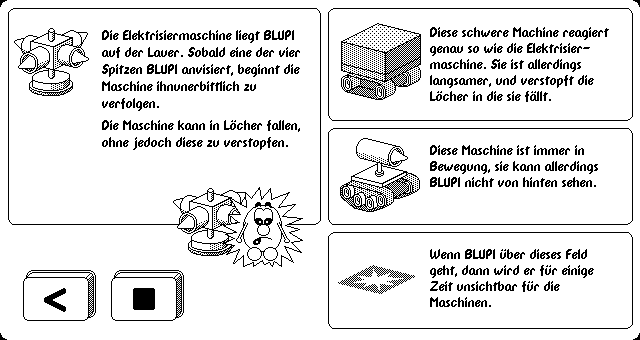 Die Elektrisiermaschine liegt BLUPI
auf der Lauer. Sobald eine der vier
Spitzen BLUPI anvisiert, beginnt die
Maschine ihnunerbittlich zu
verfolgen.
Die Maschine kann in Löcher fallen,
ohne jedoch diese zu verstopfen.
Diese schwere Machine reagiert
genau so wie die Elektrisier-
maschine. Sie ist allerdings
langsamer, und verstopft die
Löcher in die sie fällt.
Diese Maschine ist immer in
Bewegung, sie kann allerdings
BLUPI nicht von hinten sehen.
Wenn BLUPI über dieses Feld
geht, dann wird er für einige
Zeit unsichtbar für die
Maschinen.